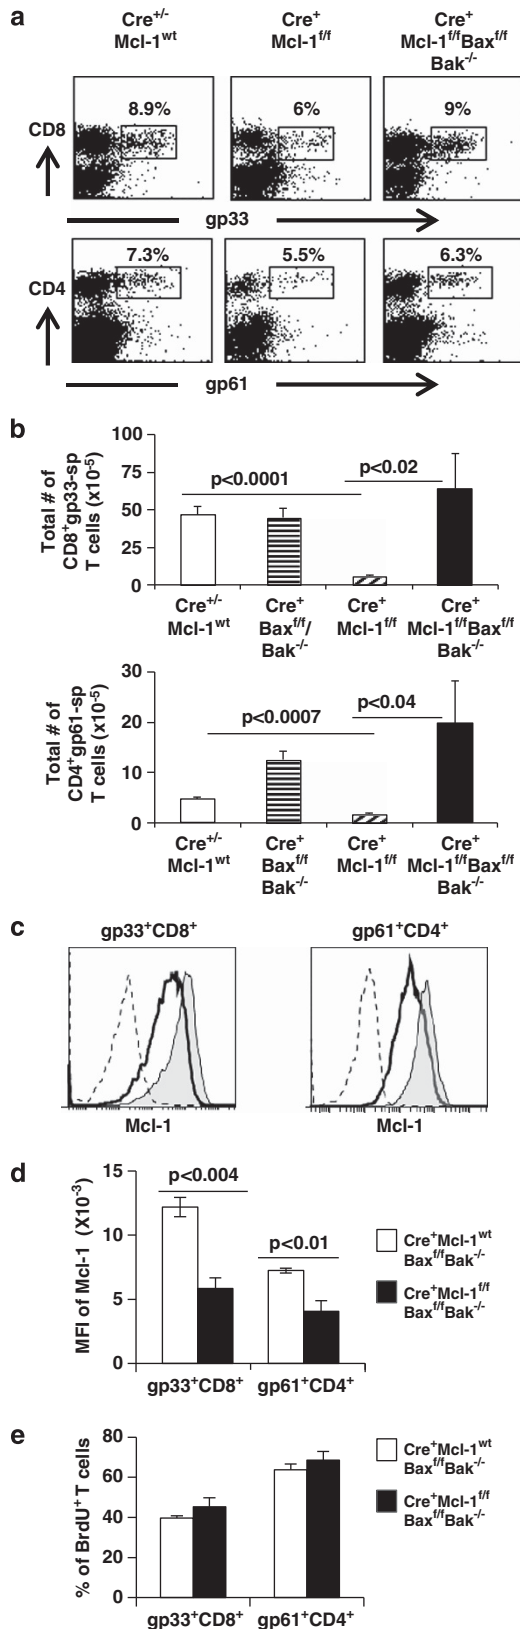 a
Cre+/-
Mcl-1wt
Cre+
Mcl-1f/f
Cre+
Mcl-1f/fBaxf/f
Bak-/-
8.9%
6%
9%
CD8
gp33
7.3%
5.5%
6.3%
CD4
gp61
b
Total # of
CD8+gp33-sp
T cells (x10-5)
100
75
50
25
0
p<0.0001
p<0.02
Cre+/-
Mcl-1wt
Cre+
Baxf/f/
Bak-/-
Cre+
Mcl-1f/f
Cre+
Mcl-1f/fBaxf/f
Bak-/-
Total # of
CD4+gp61-sp
T cells (x10-5)
30
20
10
0
p<0.0007
p<0.04
Cre+/-
Mcl-1wt
Cre+
Baxf/f
Bak-/-
Cre+
Mcl-1f/f
Cre+
Mcl-1f/fBaxf/f
Bak-/-
c
gp33+CD8+
gp61+CD4+
Mcl-1
Mcl-1
d
MFI of Mcl-1 (X10-3)
15
10
5
0
p<0.004
p<0.01
gp33+CD8+
gp61+CD4+
Cre+Mcl-1wt
Baxf/fBak-/-
Cre+Mcl-1f/f
Baxf/fBak-/-
e
% of BrdU+ T cells
80
60
40
20
0
gp33+CD8+
gp61+CD4+
Cre+Mcl-1wt
Baxf/fBak-/-
Cre+Mcl-1f/f
Baxf/fBak-/-